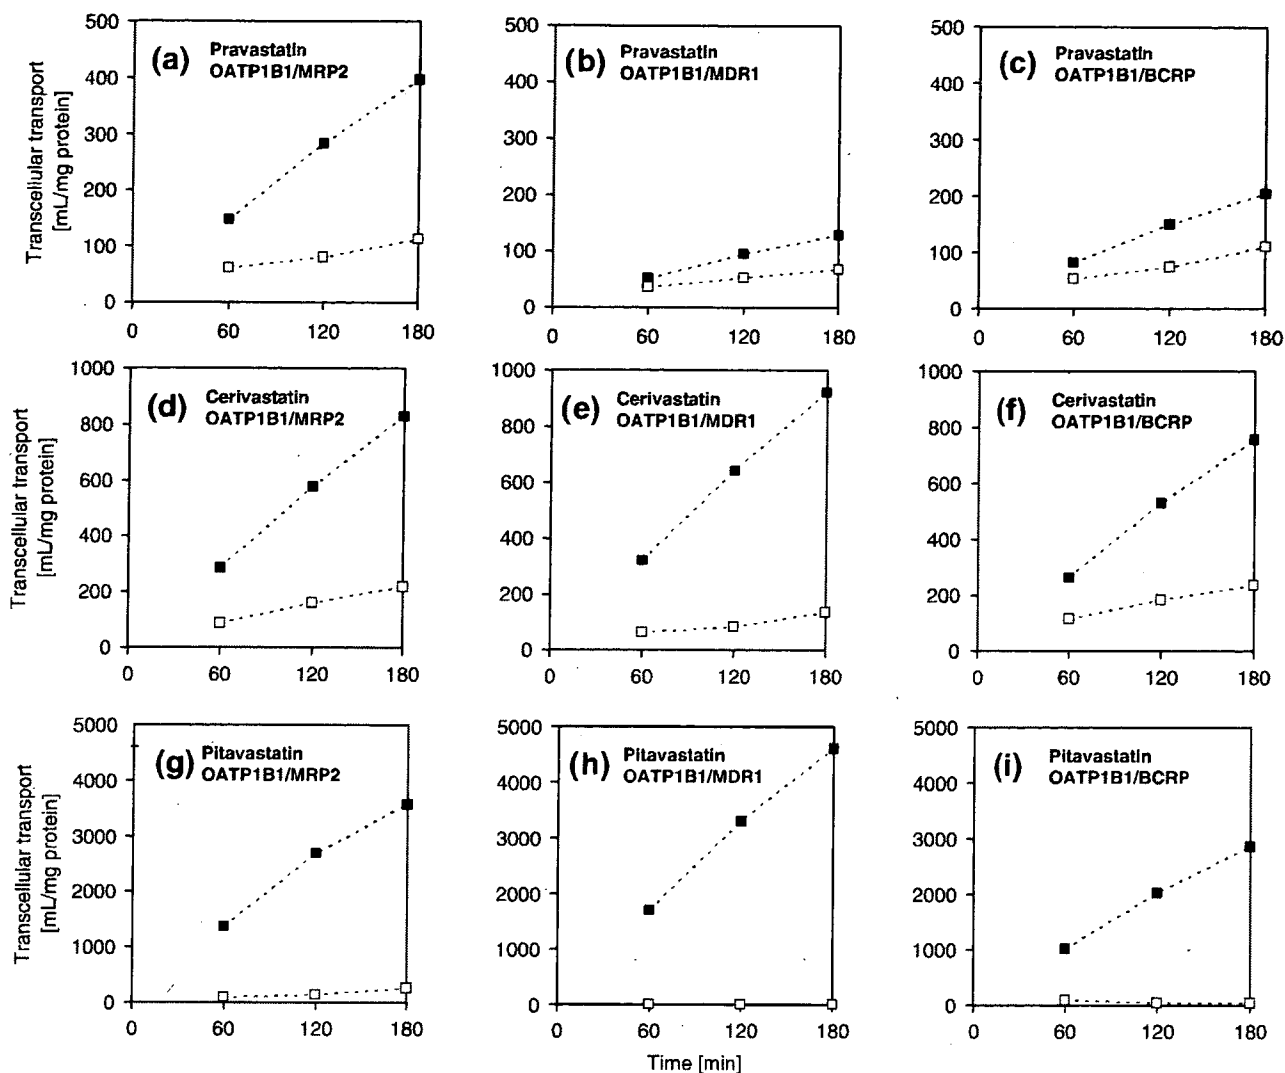 Transcellular transport
[mL/mg protein]
500
400
300
200
100
0
0
60
120
180
(a)
Pravastatin
OATP1B1/MRP2
500
400
300
200
100
0
0
60
120
180
(b)
Pravastatin
OATP1B1/MDR1
500
400
300
200
100
0
0
60
120
180
(c)
Pravastatin
OATP1B1/BCRP
Transcellular transport
[mL/mg protein]
1000
800
600
400
200
0
0
60
120
180
(d)
Cerivastatin
OATP1B1/MRP2
1000
800
600
400
200
0
0
60
120
180
(e)
Cerivastatin
OATP1B1/MDR1
1000
800
600
400
200
0
0
60
120
180
(f)
Cerivastatin
OATP1B1/BCRP
Transcellular transport
[mL/mg protein]
5000
4000
3000
2000
1000
0
0
60
120
180
(g)
Pitavastatin
OATP1B1/MRP2
5000
4000
3000
2000
1000
0
0
60
120
180
(h)
Pitavastatin
OATP1B1/MDR1
5000
4000
3000
2000
1000
0
0
60
120
180
(i)
Pitavastatin
OATP1B1/BCRP
Time [min]